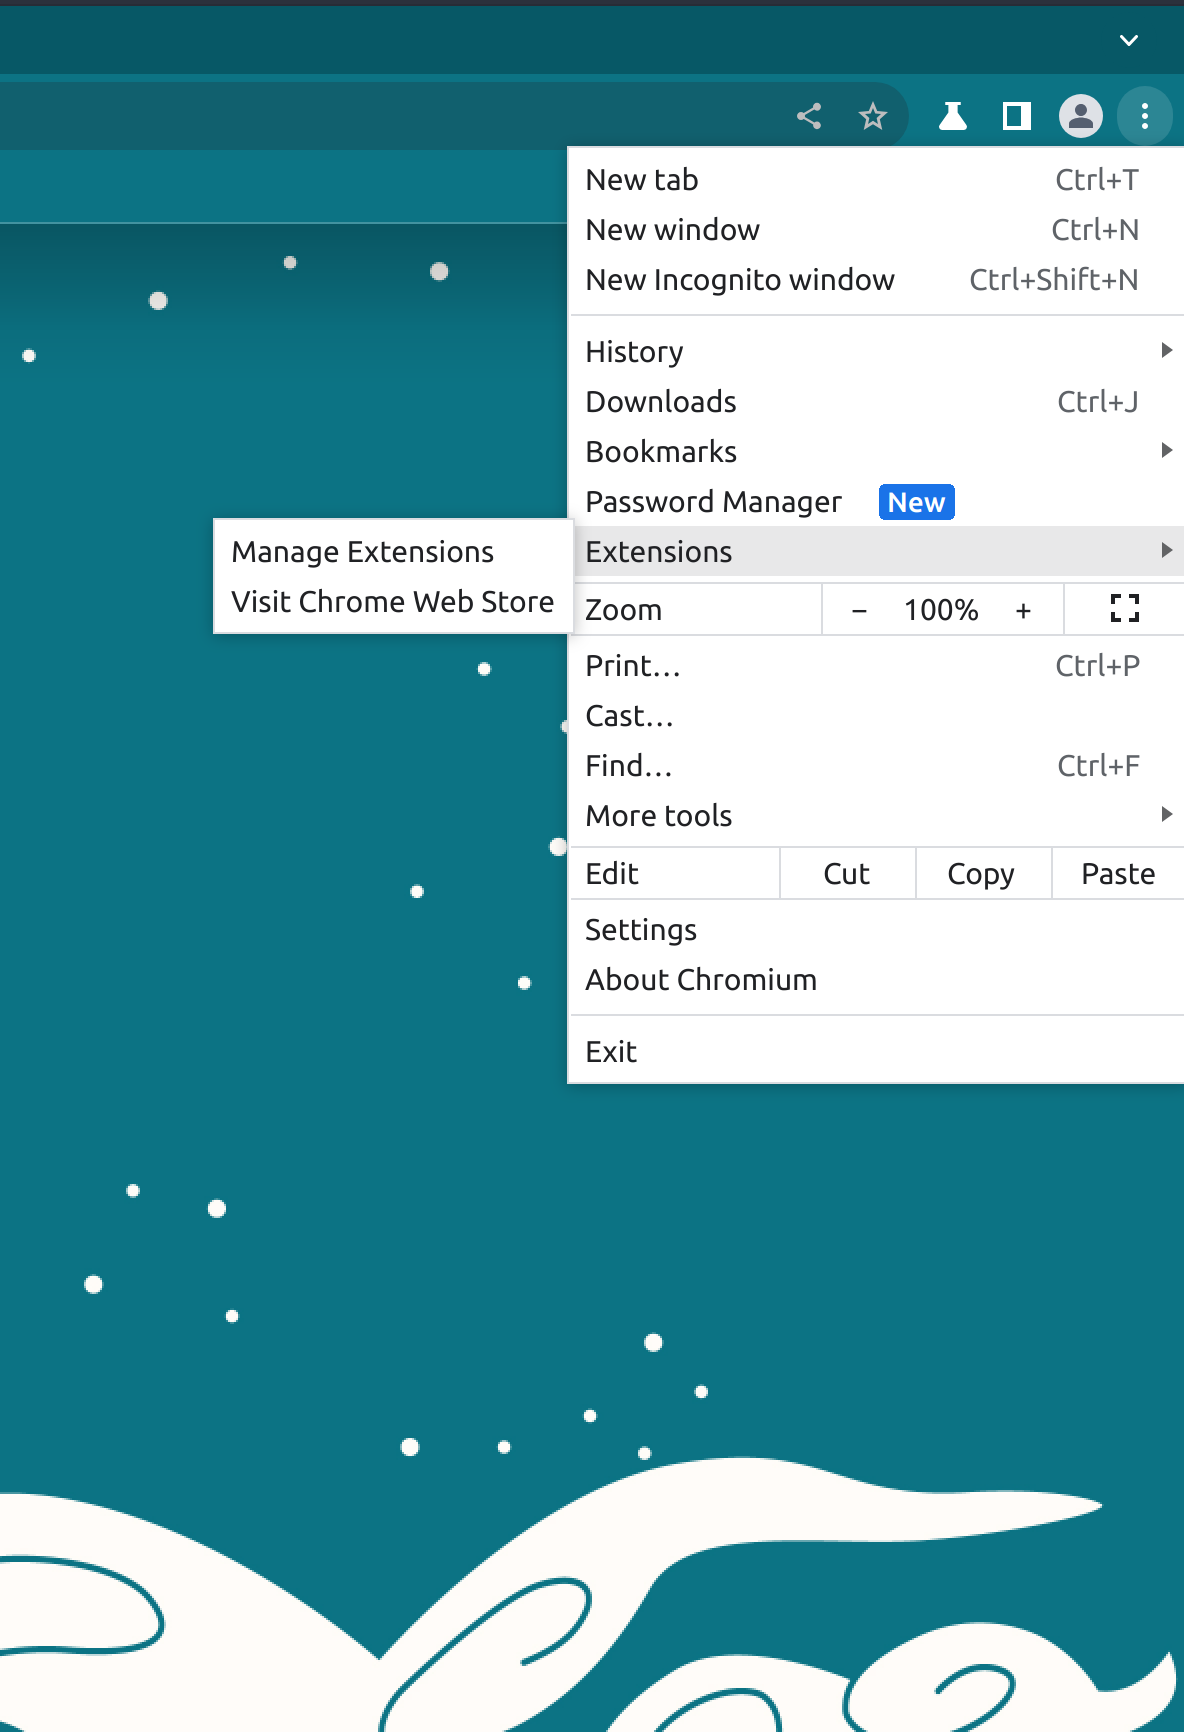 New tab Ctrl+T
New window Ctrl+N
New Incognito window Ctrl+Shift+N
History
Downloads Ctrl+J
Bookmarks
Password Manager New
Extensions
Manage Extensions
Visit Chrome Web Store
Zoom − 100% +
Print… Ctrl+P
Cast…
Find… Ctrl+F
More tools
Edit Cut Copy Paste
Settings
About Chromium
Exit